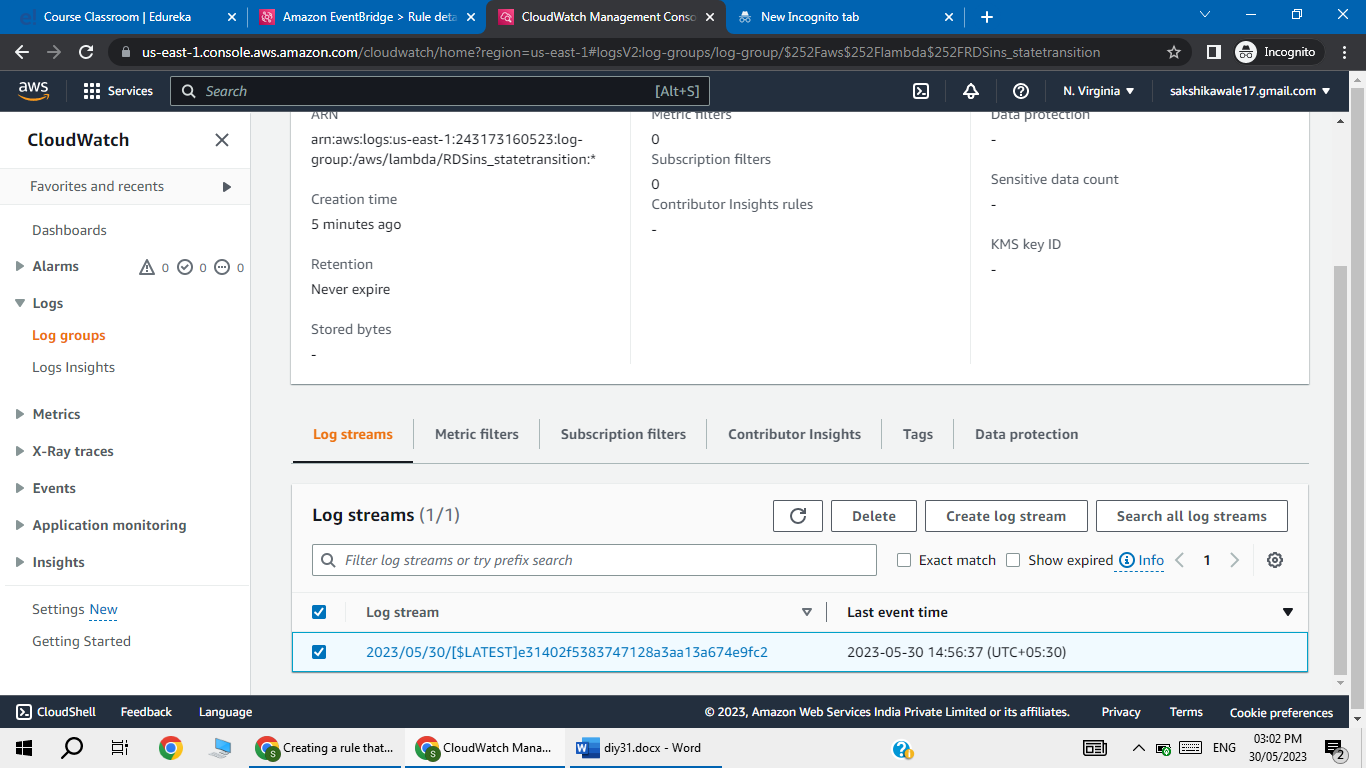 Course Classroom | Edureka
Amazon EventBridge > Rule deta
CloudWatch Management Conso
New Incognito tab
us-east-1.console.aws.amazon.com/cloudwatch/home?region=us-east-1#logsV2:log-groups/log-group/$252Faws$252Flambda$252FRDSins_statetransition
Incognito
aws
Services
Search
[Alt+S]
N. Virginia
sakshikawale17.gmail.com
CloudWatch
Favorites and recents
Dashboards
Alarms
0
0
0
Logs
Log groups
Logs Insights
Metrics
X-Ray traces
Events
Application monitoring
Insights
Settings New
Getting Started
ARN
arn:aws:logs:us-east-1:243173160523:log-
group:/aws/lambda/RDSins_statetransition:*
Creation time
5 minutes ago
Retention
Never expire
Stored bytes
-
Metric filters
0
Subscription filters
0
Contributor Insights rules
-
Data protection
-
Sensitive data count
-
KMS key ID
-
Log streams
Metric filters
Subscription filters
Contributor Insights
Tags
Data protection
Log streams (1/1)
Delete
Create log stream
Search all log streams
Filter log streams or try prefix search
Exact match
Show expired
Info
1
Log stream
Last event time
2023/05/30/[$LATEST]e31402f5383747128a3aa13a674e9fc2
2023-05-30 14:56:37 (UTC+05:30)
CloudShell
Feedback
Language
© 2023, Amazon Web Services India Private Limited or its affiliates.
Privacy
Terms
Cookie preferences
Creating a rule that...
CloudWatch Mana...
diy31.docx - Word
ENG
03:02 PM
30/05/2023
2